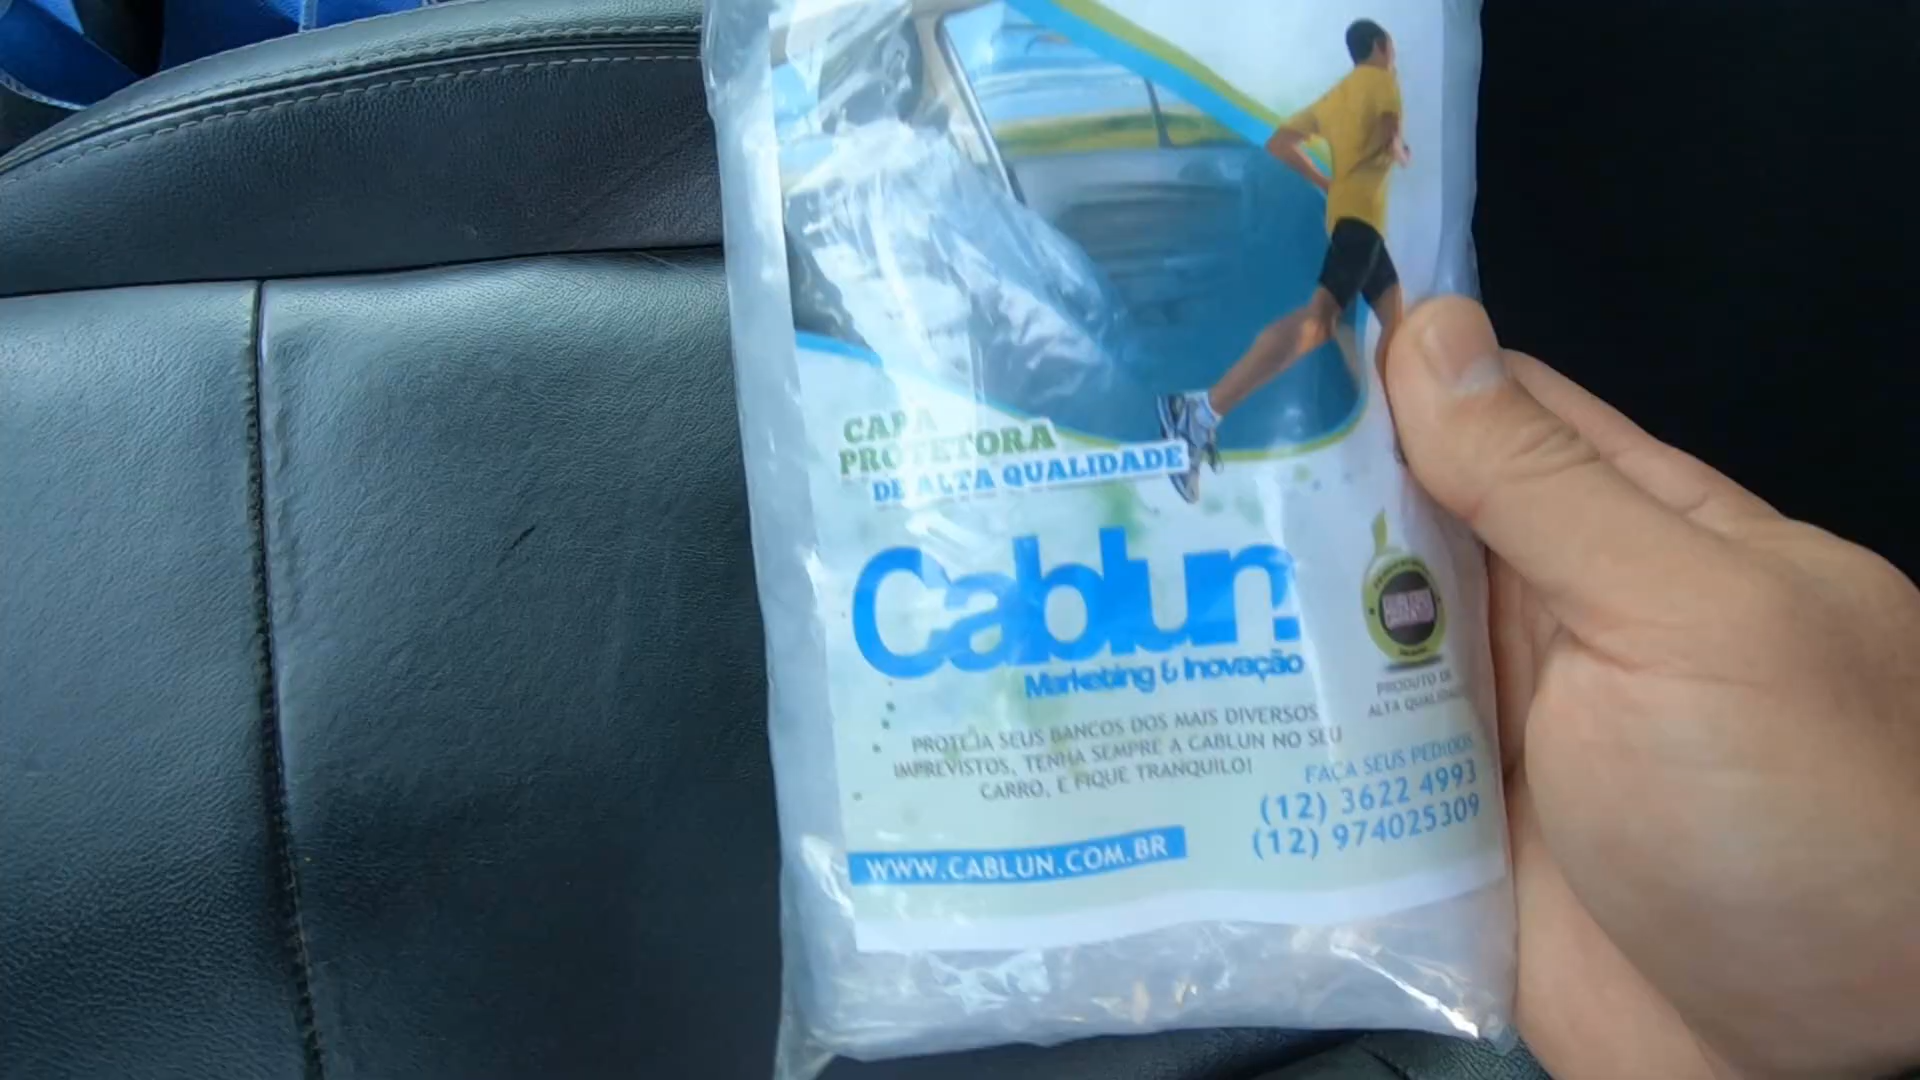 CAPA
PROTETORA
DE ALTA QUALIDADE
Cablun
Marketing & Inovação
PRODUTO DE
ALTA QUALIDADE
PROTEJA SEUS BANCOS DOS MAIS DIVERSOS
IMPREVISTOS, TENHA SEMPRE A CABLUN NO SEU
CARRO, E FIQUE TRANQUILO!
FAÇA SEUS PEDIDOS
(12) 3622 4993
(12) 974025309
WWW.CABLUN.COM.BR